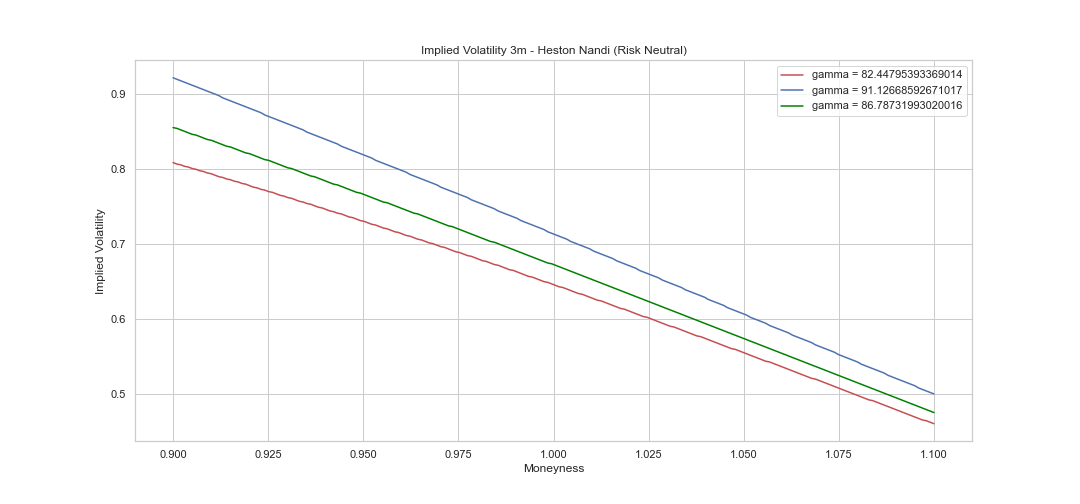 Implied Volatility 3m - Heston Nandi (Risk Neutral)
gamma = 82.44795393369014
gamma = 91.12668592671017
gamma = 86.78731993020016
Implied Volatility
0.9
0.8
0.7
0.6
0.5
0.900 0.925 0.950 0.975 1.000 1.025 1.050 1.075 1.100
Moneyness